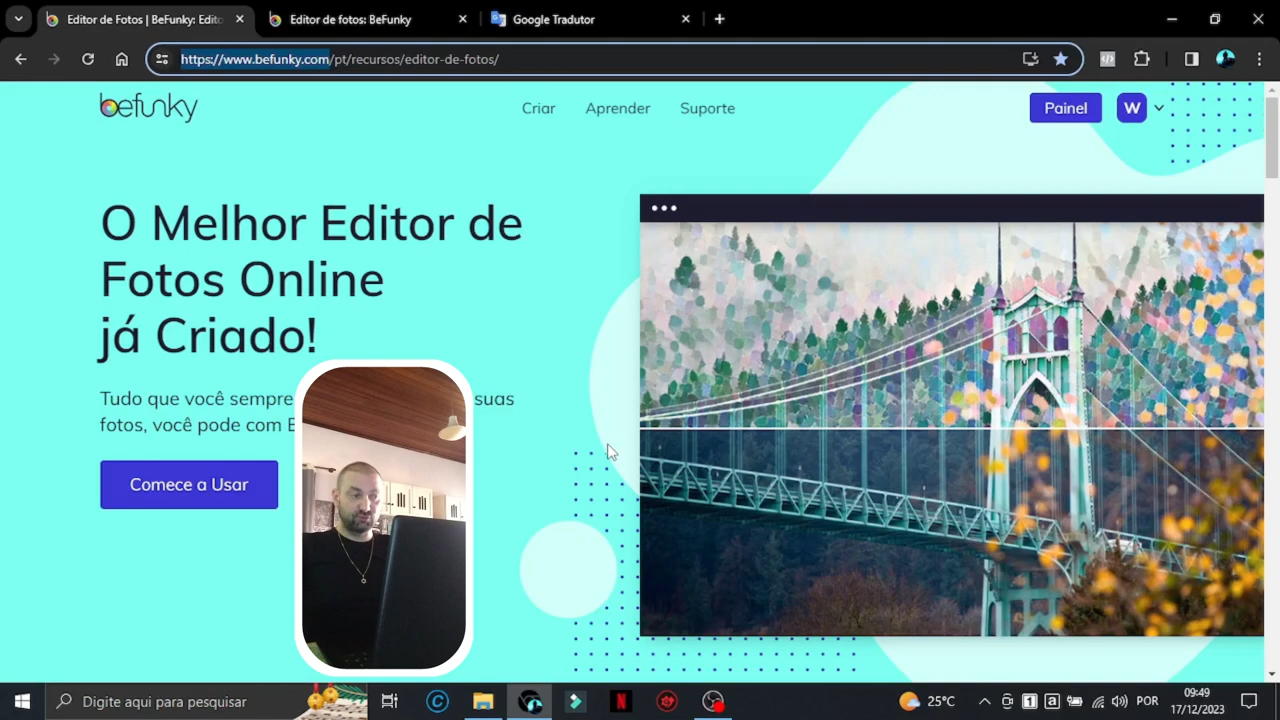 Editor de Fotos | BeFunky: Edito
Editor de fotos: BeFunky
Google Tradutor
https://www.befunky.com/pt/recursos/editor-de-fotos/
befunky
Criar
Aprender
Suporte
Painel
W
O Melhor Editor de
Fotos Online
já Criado!
Tudo que você sempre
suas
fotos, você pode com
Comece a Usar
Digite aqui para pesquisar
25°C
POR
09:49
17/12/2023